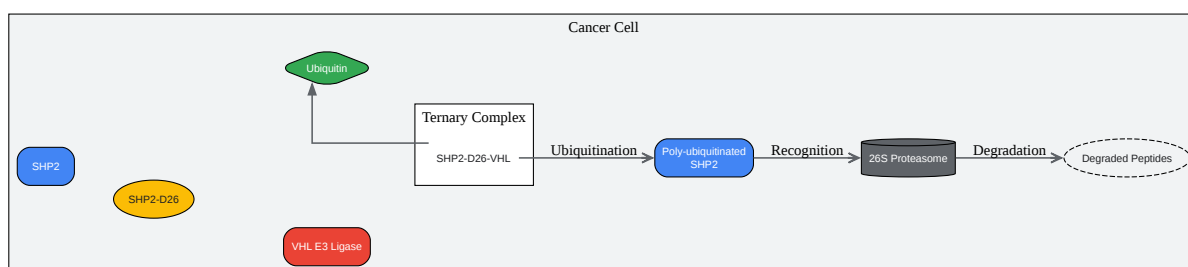 Cancer Cell
Ubiquitin
Ternary Complex
SHP2-D26-VHL
Ubiquitination
Poly-ubiquitinated
SHP2
Recognition
26S Proteasome
Degradation
Degraded Peptides
SHP2
SHP2-D26
VHL E3 Ligase